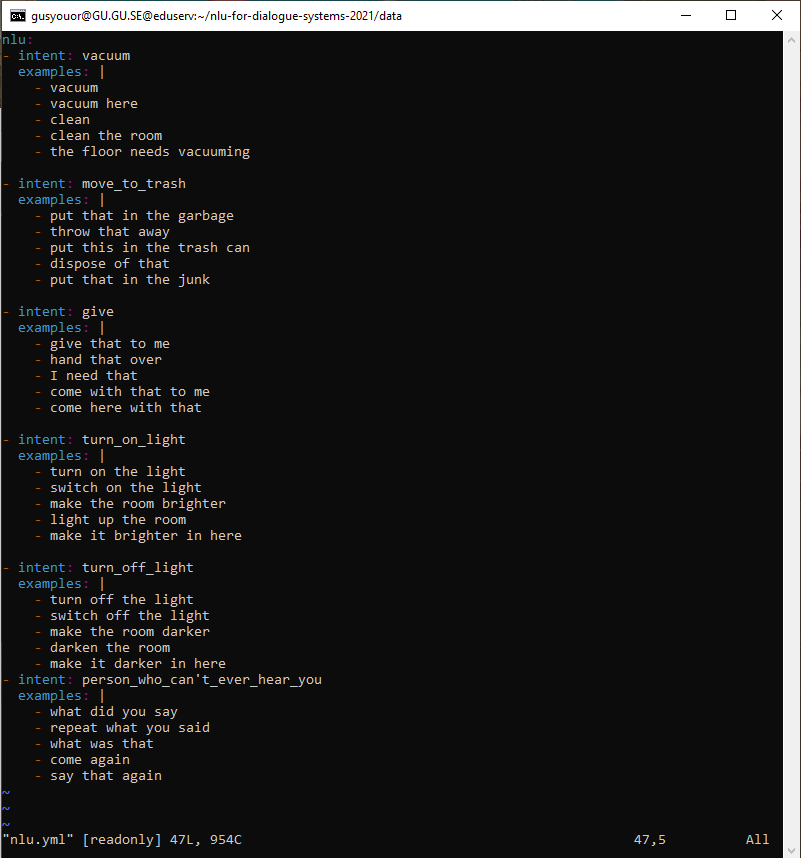 gusyouor@GU.GU.SE@eduserv:~/nlu-for-dialogue-systems-2021/data
nlu:
- intent: vacuum
  examples: |
    - vacuum
    - vacuum here
    - clean
    - clean the room
    - the floor needs vacuuming

- intent: move_to_trash
  examples: |
    - put that in the garbage
    - throw that away
    - put this in the trash can
    - dispose of that
    - put that in the junk

- intent: give
  examples: |
    - give that to me
    - hand that over
    - I need that
    - come with that to me
    - come here with that

- intent: turn_on_light
  examples: |
    - turn on the light
    - switch on the light
    - make the room brighter
    - light up the room
    - make it brighter in here

- intent: turn_off_light
  examples: |
    - turn off the light
    - switch off the light
    - make the room darker
    - darken the room
    - make it darker in here
- intent: person_who_can't_ever_hear_you
  examples: |
    - what did you say
    - repeat what you said
    - what was that
    - come again
    - say that again
~
~
~
"nlu.yml" [readonly] 47L, 954C 47,5 All